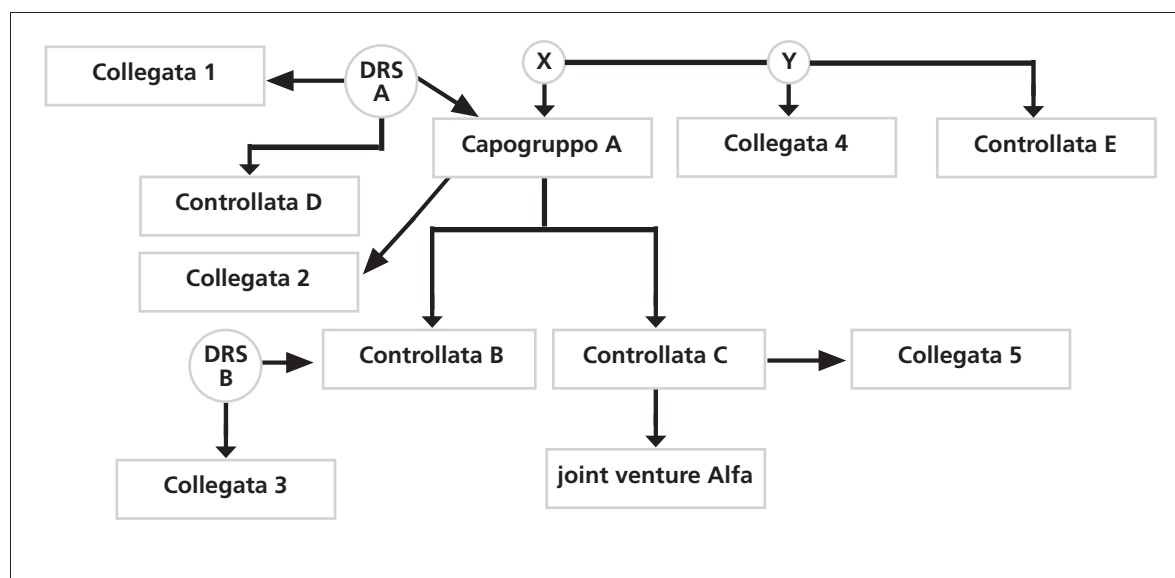 Collegata 1
DRS
A
X
Y
Capogruppo A
Collegata 4
Controllata E
Controllata D
Collegata 2
DRS
B
Controllata B
Controllata C
Collegata 5
Collegata 3
joint venture Alfa